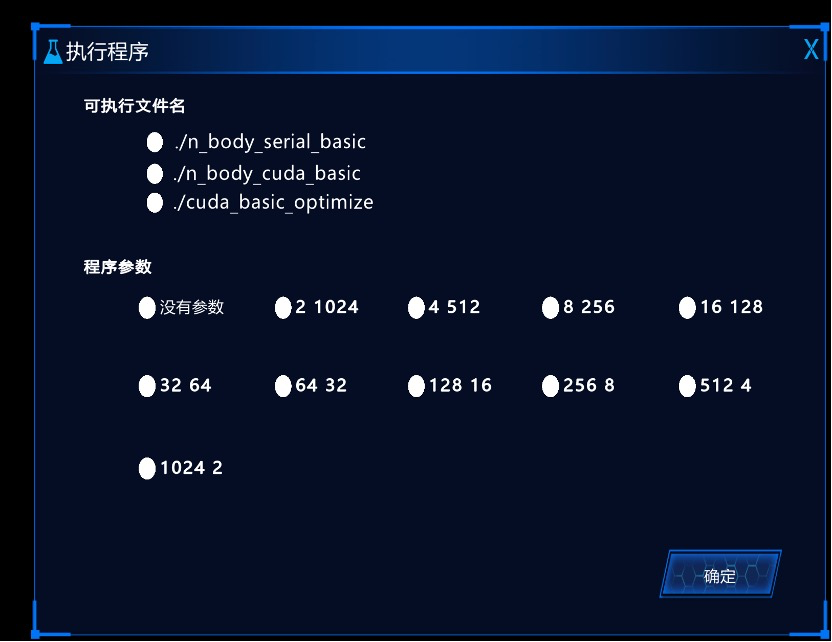 执行程序 X
可执行文件名
./n_body_serial_basic
./n_body_cuda_basic
./cuda_basic_optimize
程序参数
没有参数 2 1024 4 512 8 256 16 128
32 64 64 32 128 16 256 8 512 4
1024 2
确定